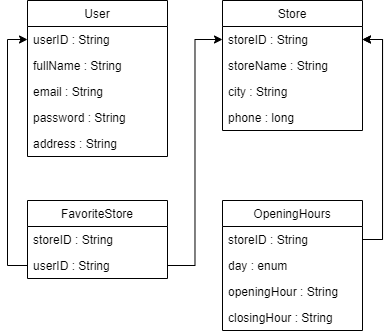 User
userID : String
fullName : String
email : String
password : String
address : String
Store
storeID : String
storeName : String
city : String
phone : long
FavoriteStore
storeID : String
userID : String
OpeningHours
storeID : String
day : enum
openingHour : String
closingHour : String